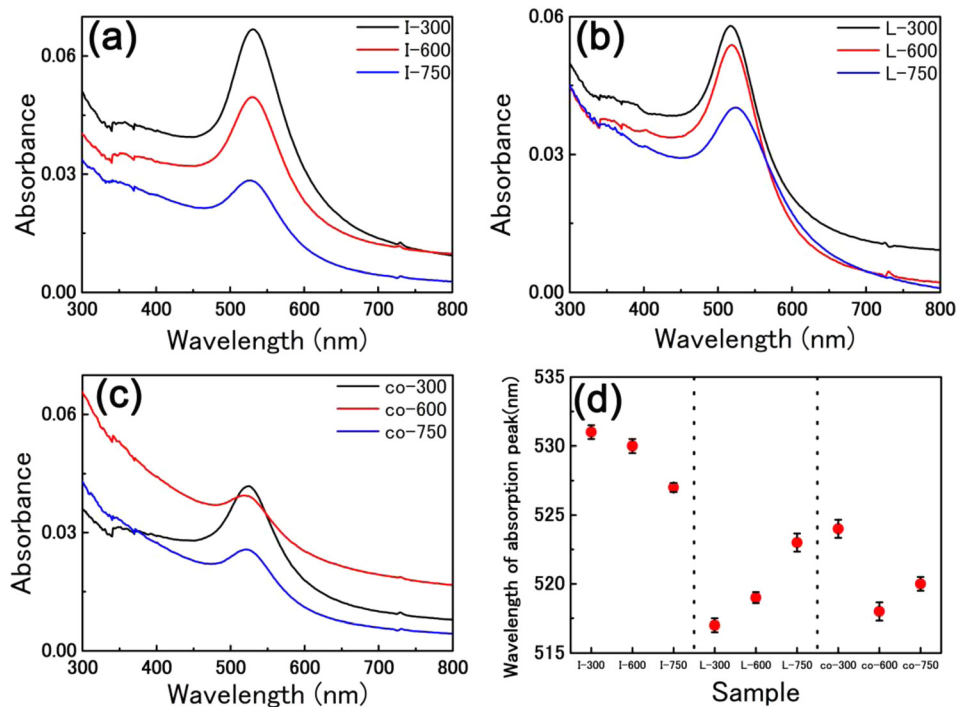 (a)
I-300
I-600
I-750
0.06
0.03
0.00
Absorbance
300 400 500 600 700 800
Wavelength (nm)
(b)
L-300
L-600
L-750
0.06
0.03
0.00
Absorbance
300 400 500 600 700 800
Wavelength (nm)
(c)
co-300
co-600
co-750
0.06
0.03
0.00
Absorbance
300 400 500 600 700 800
Wavelength (nm)
(d)
535
530
525
520
515
Wavelength of absorption peak(nm)
I-300 I-600 I-750 L-300 L-600 L-750 co-300 co-600 co-750
Sample